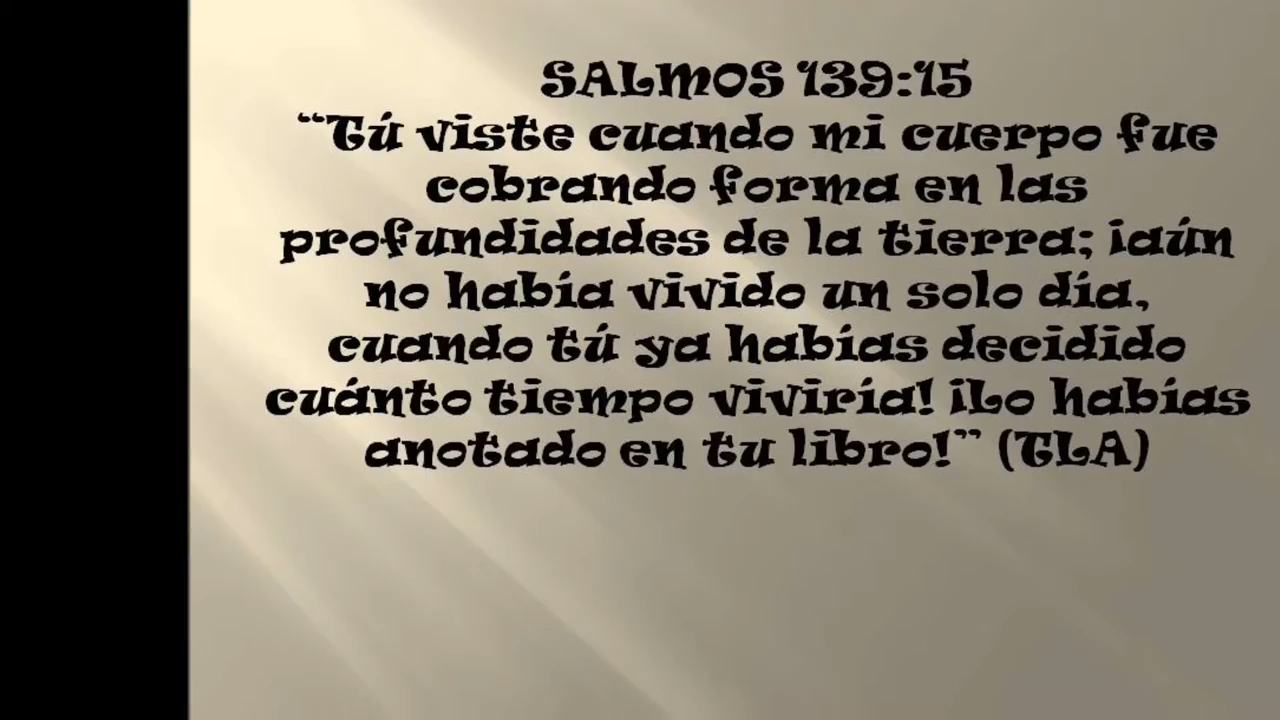 SALMOS 139:15
“Tú viste cuando mi cuerpo fue
cobrando forma en las
profundidades de la tierra; ¡aún
no había vivido un solo día,
cuando tú ya habías decidido
cuánto tiempo viviría! ¡Lo habías
anotado en tu libro!” (TLA)